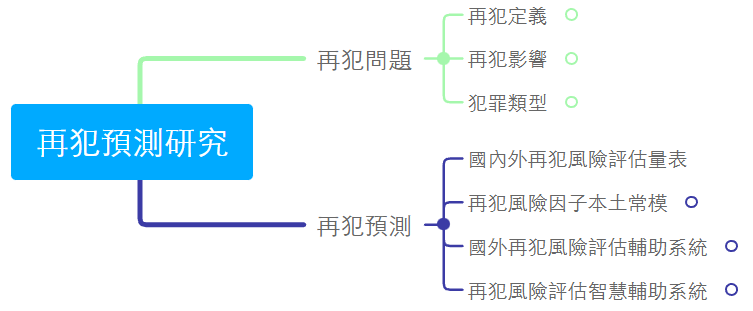 再犯預測研究
再犯問題
再犯定義
再犯影響
犯罪類型
再犯預測
國內外再犯風險評估量表
再犯風險因子本土常模
國外再犯風險評估輔助系統
再犯風險評估智慧輔助系統